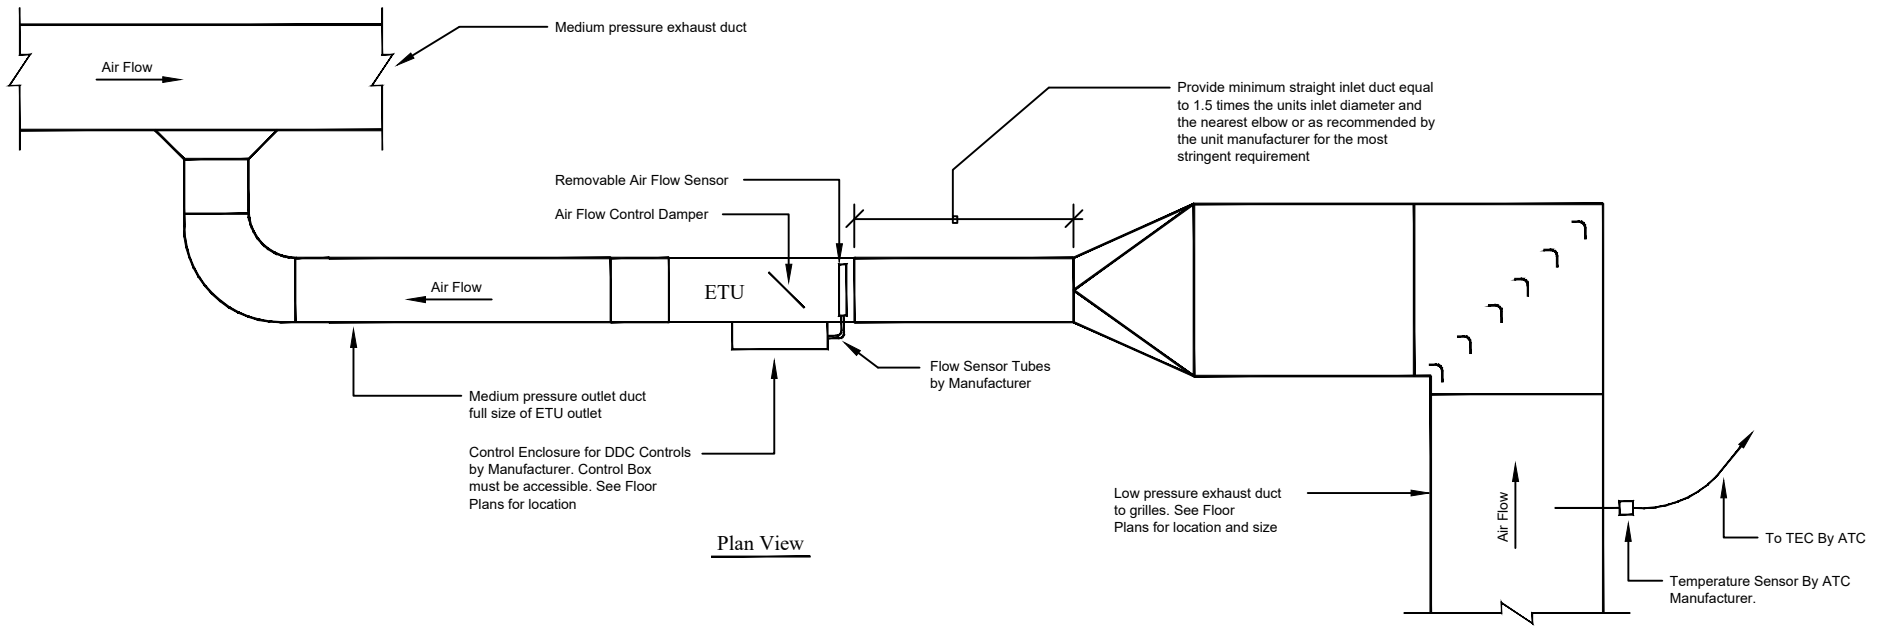 Medium pressure exhaust duct
Air Flow
Provide minimum straight inlet duct equal
to 1.5 times the units inlet diameter and
the nearest elbow or as recommended by
the unit manufacturer for the most
stringent requirement
Removable Air Flow Sensor
Air Flow Control Damper
Air Flow
ETU
Flow Sensor Tubes
by Manufacturer
Medium pressure outlet duct
full size of ETU outlet
Control Enclosure for DDC Controls
by Manufacturer. Control Box
must be accessible. See Floor
Plans for location
Low pressure exhaust duct
to grilles. See Floor
Plans for location and size
Air Flow
To TEC By ATC
Temperature Sensor By ATC
Manufacturer.
Plan View